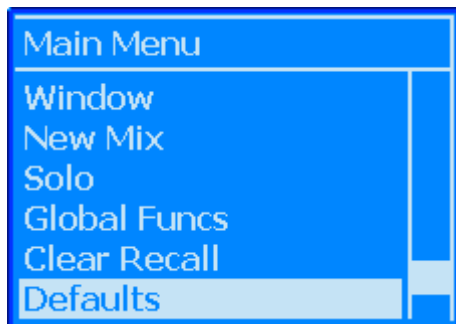 Main Menu
Window
New Mix
Solo
Global Funcs
Clear Recall
Defaults